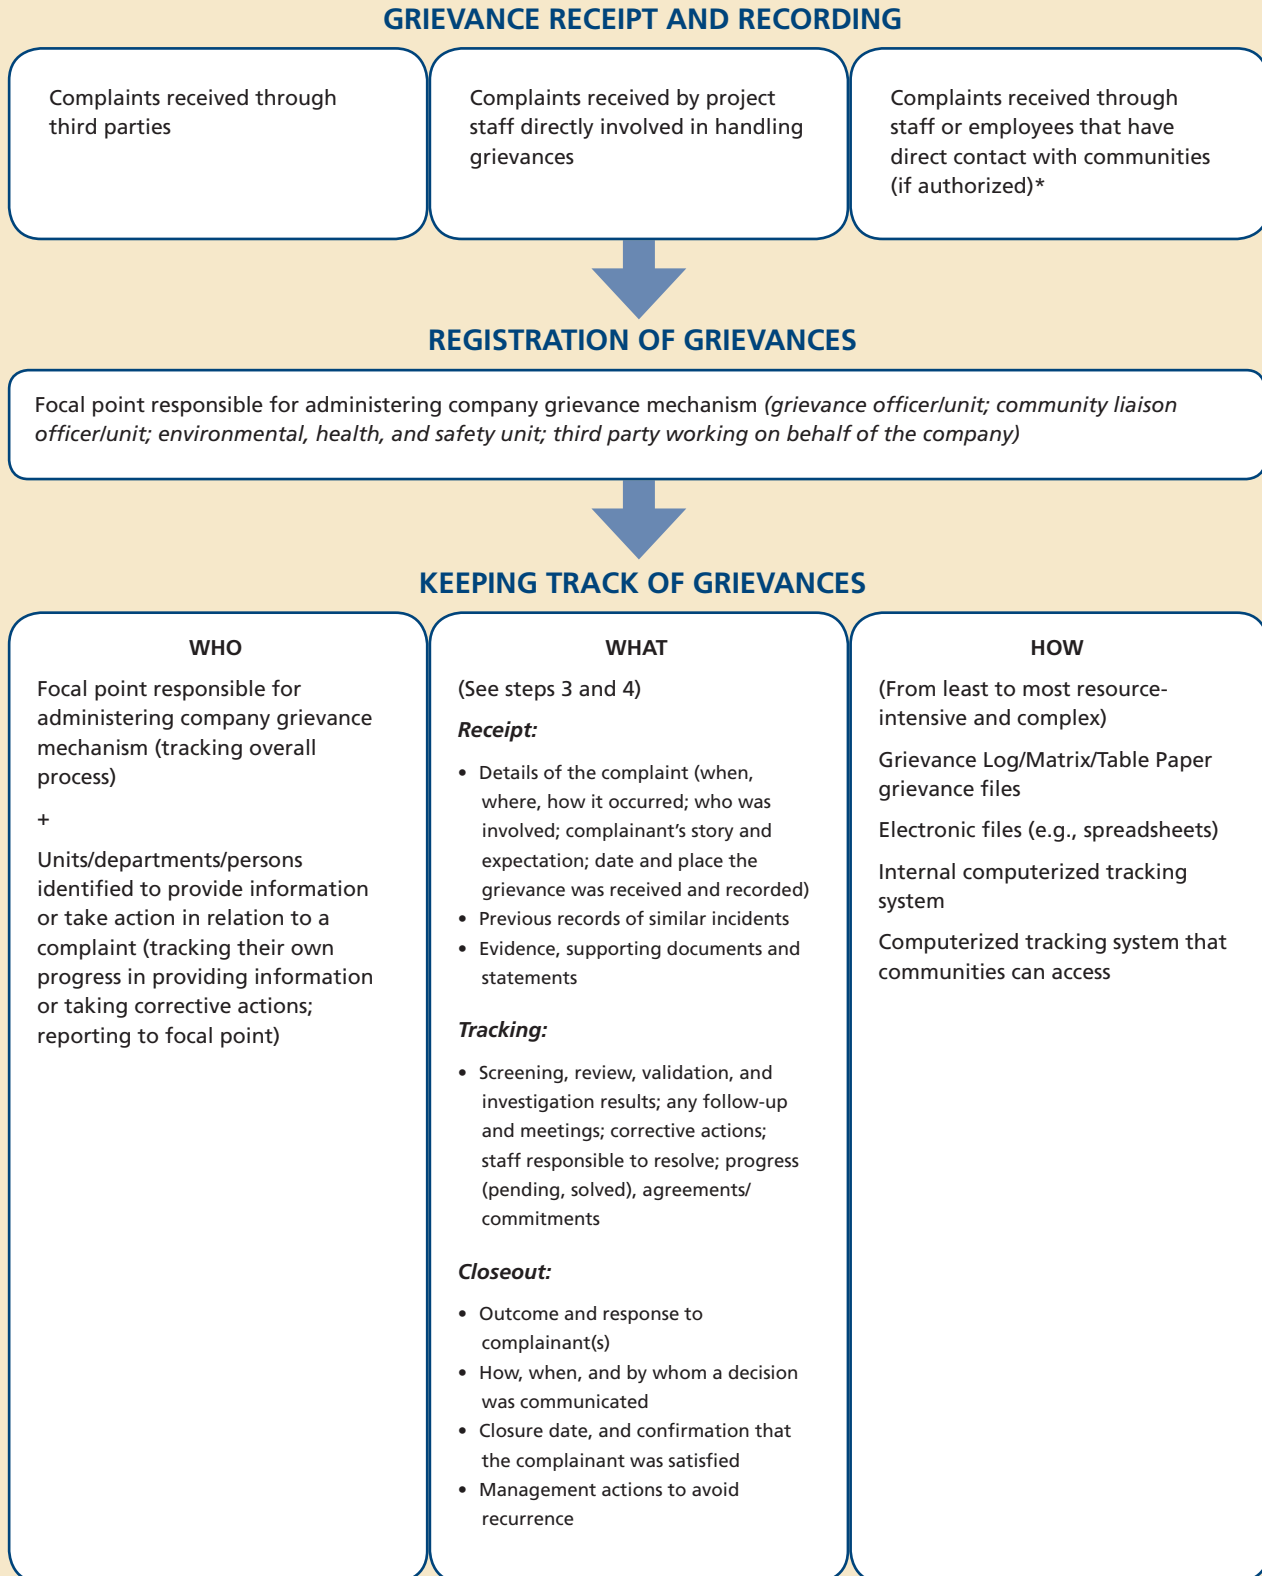 GRIEVANCE RECEIPT AND RECORDING
Complaints received through
third parties
Complaints received by project
staff directly involved in handling
grievances
Complaints received through
staff or employees that have
direct contact with communities
(if authorized)*
REGISTRATION OF GRIEVANCES
Focal point responsible for administering company grievance mechanism (grievance officer/unit; community liaison
officer/unit; environmental, health, and safety unit; third party working on behalf of the company)
KEEPING TRACK OF GRIEVANCES
WHO
Focal point responsible for
administering company grievance
mechanism (tracking overall
process)
+
Units/departments/persons
identified to provide information
or take action in relation to a
complaint (tracking their own
progress in providing information
or taking corrective actions;
reporting to focal point)
WHAT
(See steps 3 and 4)
Receipt:
• Details of the complaint (when,
where, how it occurred; who was
involved; complainant's story and
expectation; date and place the
grievance was received and recorded)
• Previous records of similar incidents
• Evidence, supporting documents and
statements
Tracking:
• Screening, review, validation, and
investigation results; any follow-up
and meetings; corrective actions;
staff responsible to resolve; progress
(pending, solved), agreements/
commitments
Closeout:
• Outcome and response to
complainant(s)
• How, when, and by whom a decision
was communicated
• Closure date, and confirmation that
the complainant was satisfied
• Management actions to avoid
recurrence
HOW
(From least to most resource-
intensive and complex)
Grievance Log/Matrix/Table Paper
grievance files
Electronic files (e.g., spreadsheets)
Internal computerized tracking
system
Computerized tracking system that
communities can access